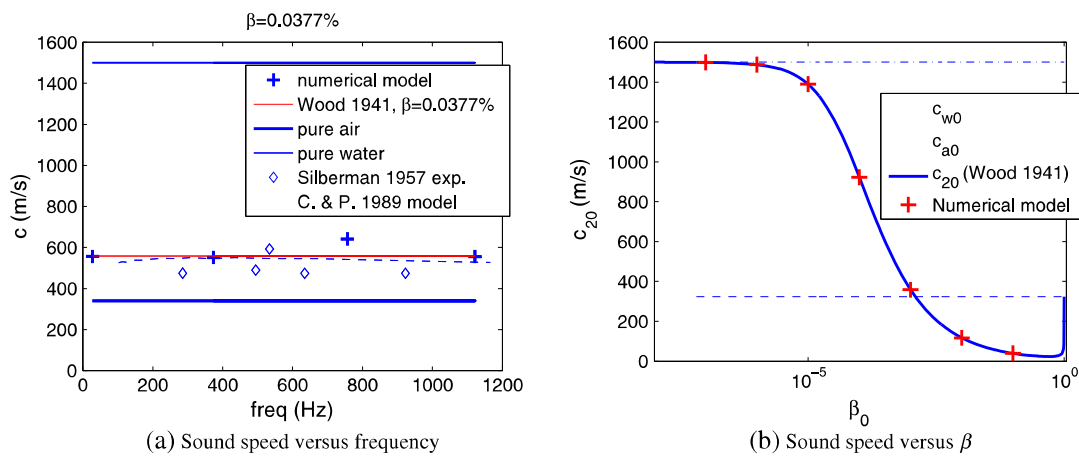 β=0.0377%
1600
1400
1200
1000
800
600
400
200
0
c (m/s)
numerical model
Wood 1941, β=0.0377%
pure air
pure water
Silberman 1957 exp.
C. & P. 1989 model
0 200 400 600 800 1000 1200
freq (Hz)
(a) Sound speed versus frequency
1600
1400
1200
1000
800
600
400
200
0
c20 (m/s)
cw0
ca0
c20 (Wood 1941)
Numerical model
10^-5 10^0
β0
(b) Sound speed versus β